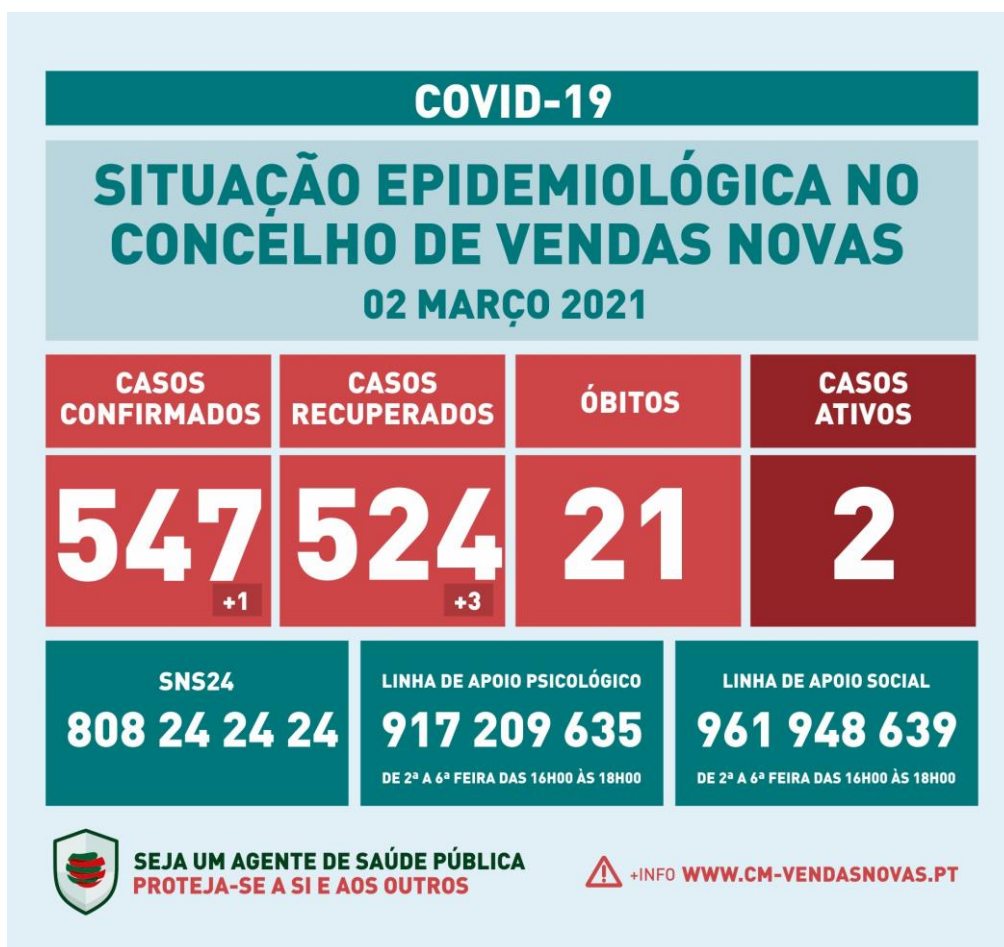 COVID-19
SITUAÇÃO EPIDEMIOLÓGICA NO
CONCELHO DE VENDAS NOVAS
02 MARÇO 2021
CASOS
CONFIRMADOS
547
+1
CASOS
RECUPERADOS
524
+3
ÓBITOS
21
CASOS
ATIVOS
2
SNS24
808 24 24 24
LINHA DE APOIO PSICOLÓGICO
917 209 635
DE 2ª A 6ª FEIRA DAS 16H00 ÀS 18H00
LINHA DE APOIO SOCIAL
961 948 639
DE 2ª A 6ª FEIRA DAS 16H00 ÀS 18H00
SEJA UM AGENTE DE SAÚDE PÚBLICA
PROTEJA-SE A SI E AOS OUTROS
+INFO WWW.CM-VENDASNOVAS.PT